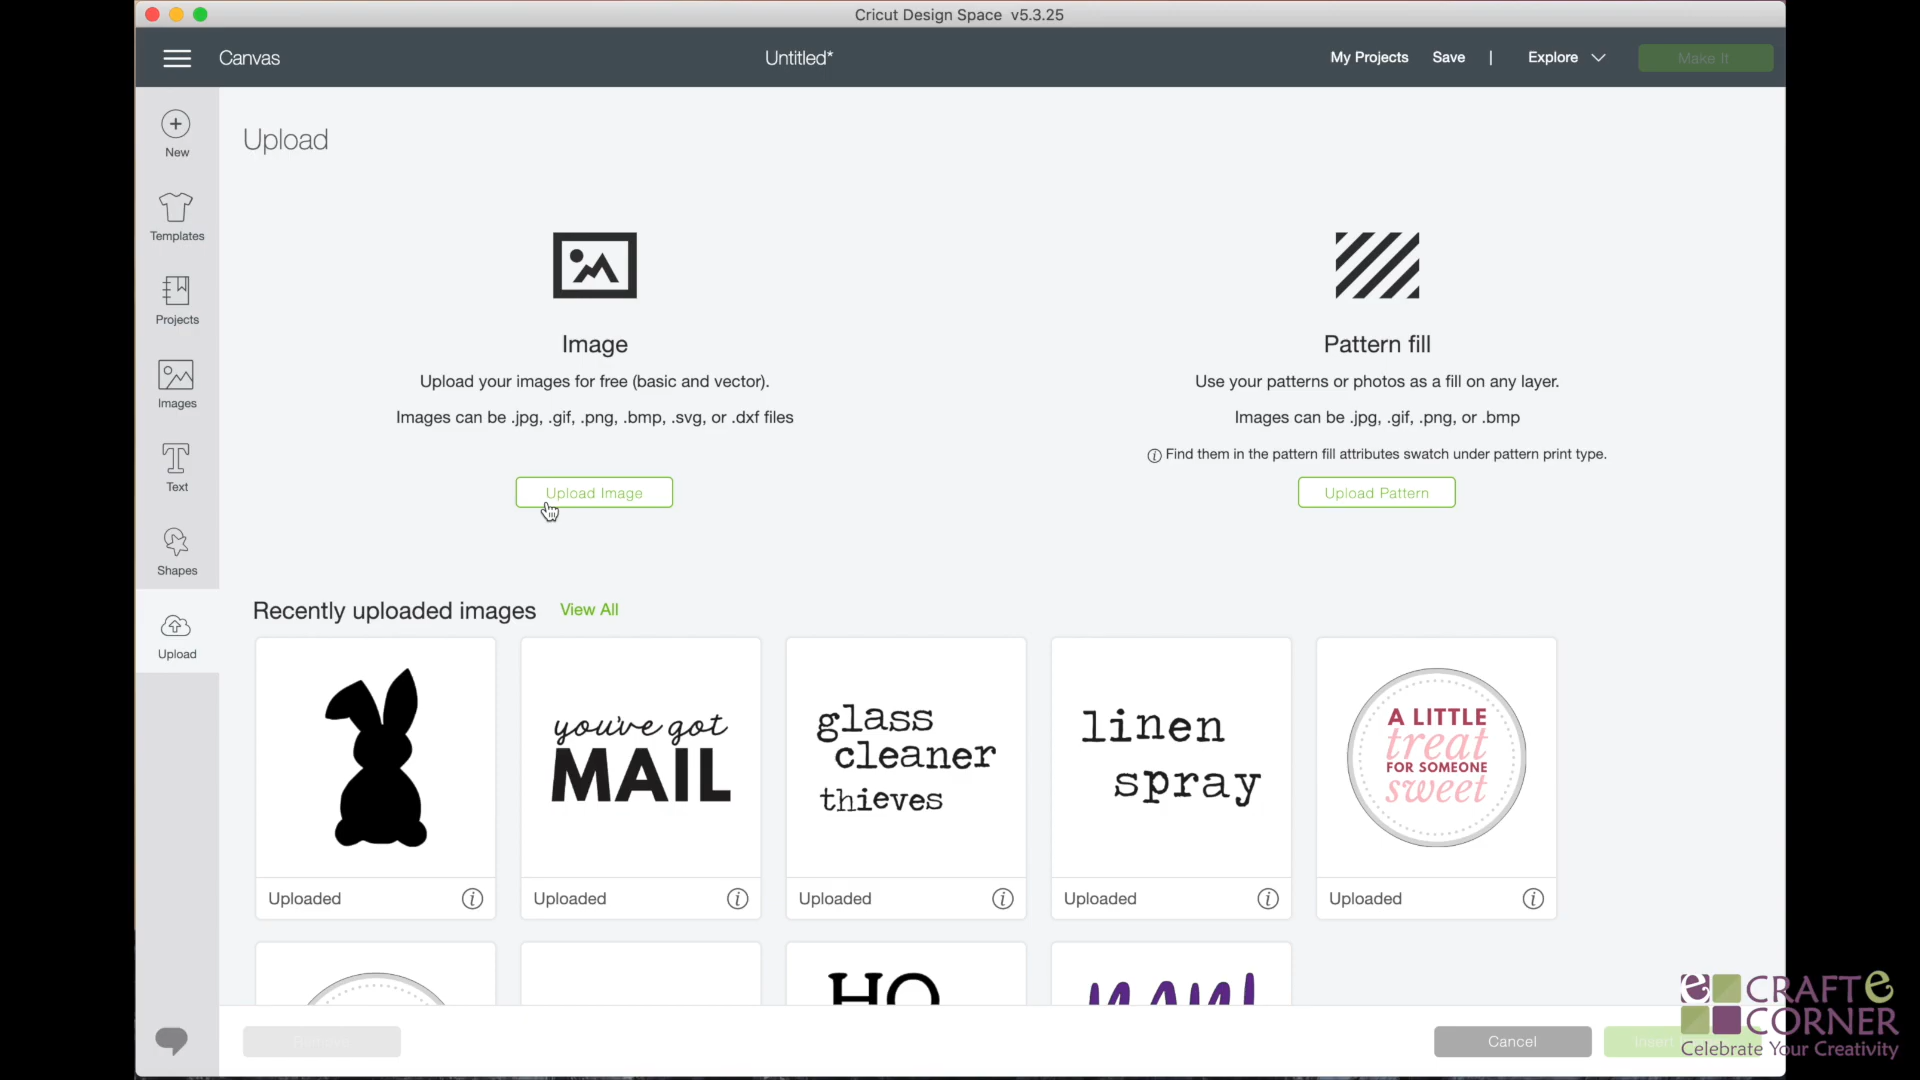 Cricut Design Space v5.3.25
Canvas
Untitled*
My Projects
Save
|
Explore
Make It
New
Templates
Projects
Images
Text
Shapes
Upload
Upload
Image
Upload your images for free (basic and vector).
Images can be .jpg, .gif, .png, .bmp, .svg, or .dxf files
Upload Image
Pattern fill
Use your patterns or photos as a fill on any layer.
Images can be .jpg, .gif, .png, or .bmp
Find them in the pattern fill attributes swatch under pattern print type.
Upload Pattern
Recently uploaded images
View All
you've got
MAIL
glass
cleaner
thieves
linen
spray
A LITTLE
treat
FOR SOMEONE
sweet
Uploaded
Uploaded
Uploaded
Uploaded
Uploaded
HO
Cancel
Insert
e CRAFT e
CORNER
Celebrate Your Creativity